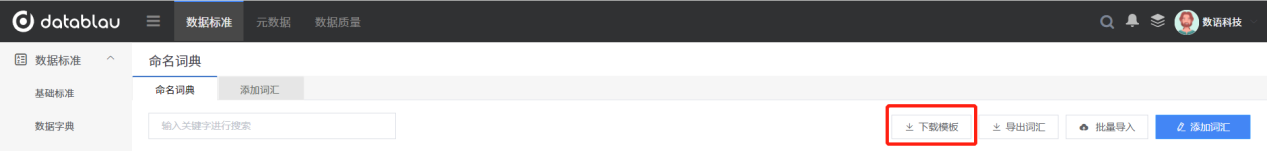 datablau 数据标准 元数据 数据质量 数语科技
数据标准 命名词典
命名词典 添加词汇
基础标准
数据字典 输入关键字进行搜索 下载模板 导出词汇 批量导入 添加词汇